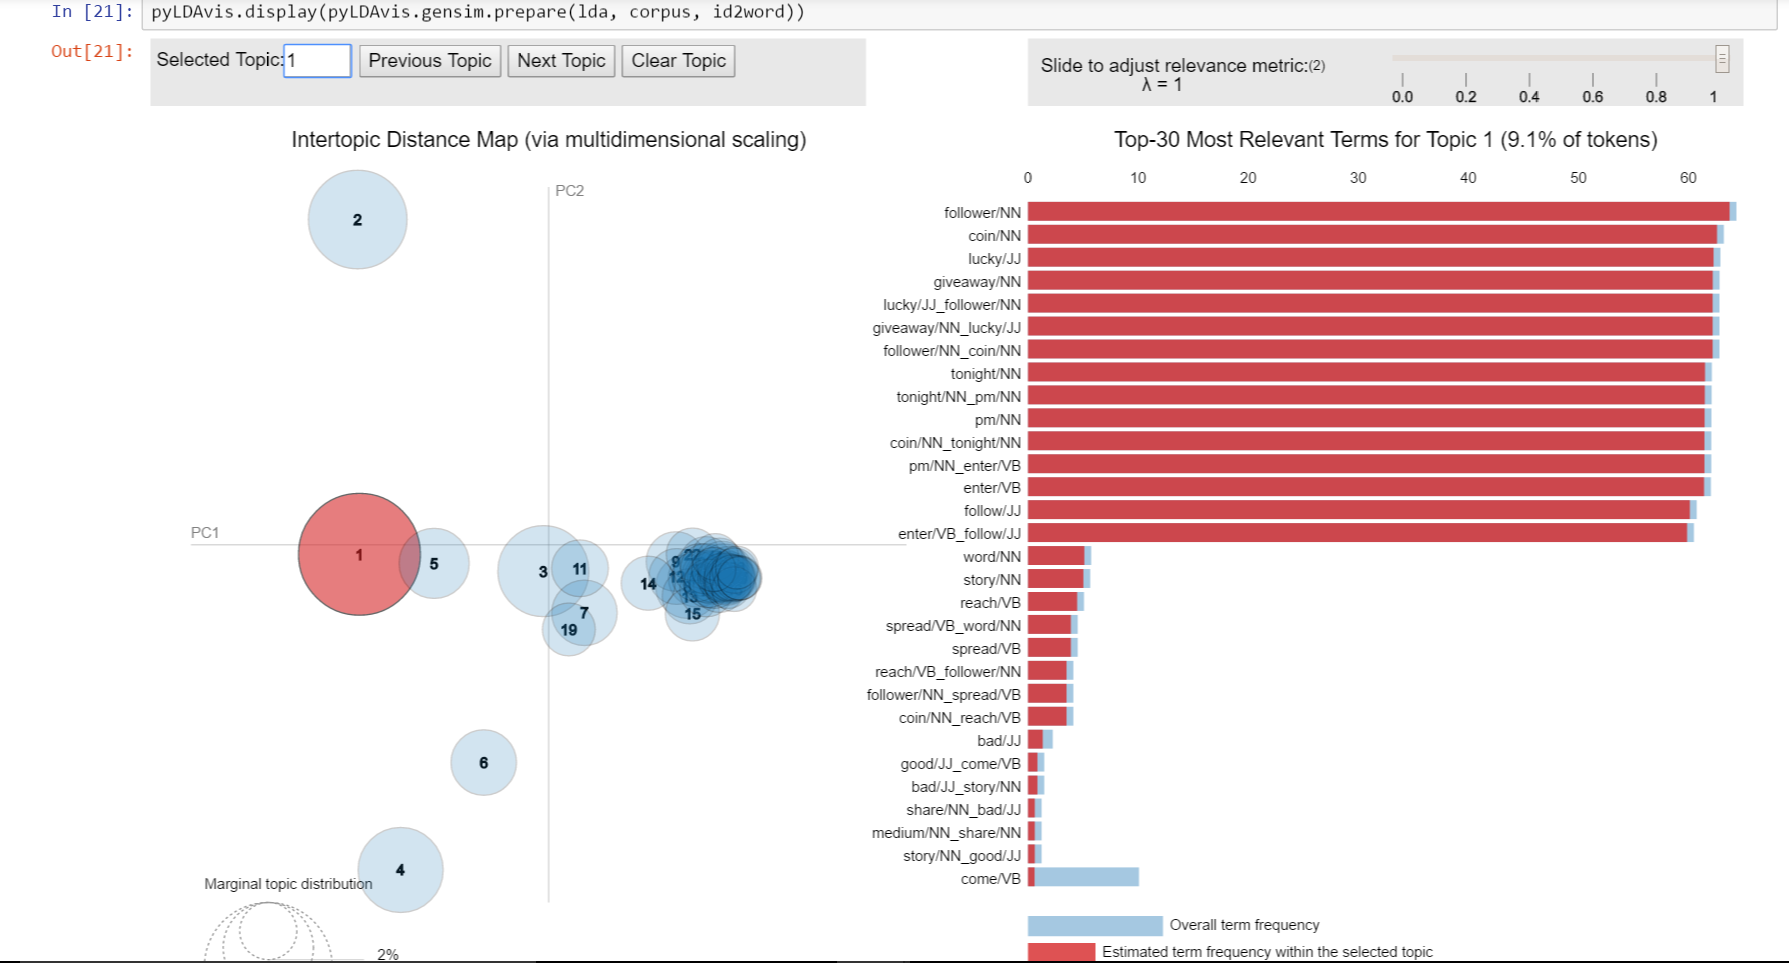 In [21]: pyLDAvis.display(pyLDAvis.gensim.prepare(lda, corpus, id2word))
Out[21]:
Selected Topic: 1 Previous Topic Next Topic Clear Topic
Slide to adjust relevance metric:(2)
λ = 1
0.0 0.2 0.4 0.6 0.8 1
Intertopic Distance Map (via multidimensional scaling)
PC2
2
PC1
1
5
3
11
9
22
12
14
13
15
7
19
6
4
Marginal topic distribution
2%
Top-30 Most Relevant Terms for Topic 1 (9.1% of tokens)
0 10 20 30 40 50 60
follower/NN
coin/NN
lucky/JJ
giveaway/NN
lucky/JJ_follower/NN
giveaway/NN_lucky/JJ
follower/NN_coin/NN
tonight/NN
tonight/NN_pm/NN
pm/NN
coin/NN_tonight/NN
pm/NN_enter/VB
enter/VB
follow/JJ
enter/VB_follow/JJ
word/NN
story/NN
reach/VB
spread/VB_word/NN
spread/VB
reach/VB_follower/NN
follower/NN_spread/VB
coin/NN_reach/VB
bad/JJ
good/JJ_come/VB
bad/JJ_story/NN
share/NN_bad/JJ
medium/NN_share/NN
story/NN_good/JJ
come/VB
Overall term frequency
Estimated term frequency within the selected topic